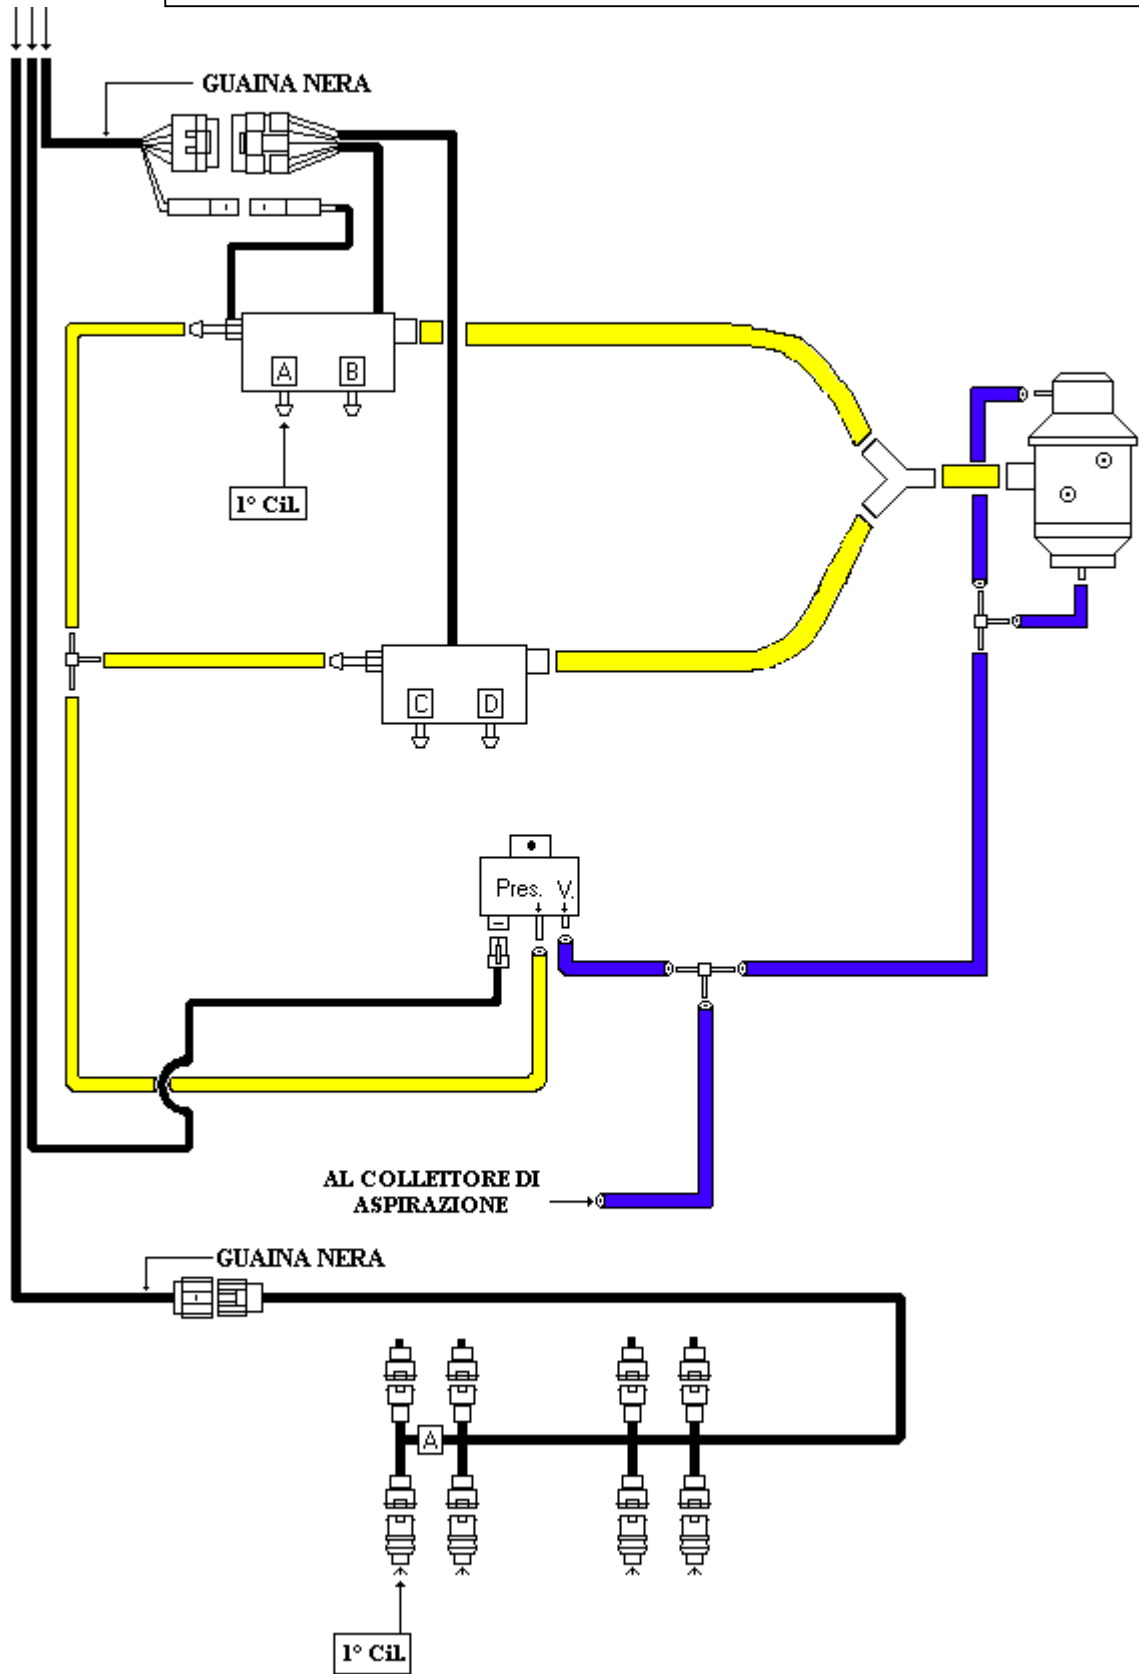 GUAINA NERA
A B
1° Cil.
C D
Pres. V.
AL COLLETTORE DI
ASPIRAZIONE
GUAINA NERA
A
1° Cil.